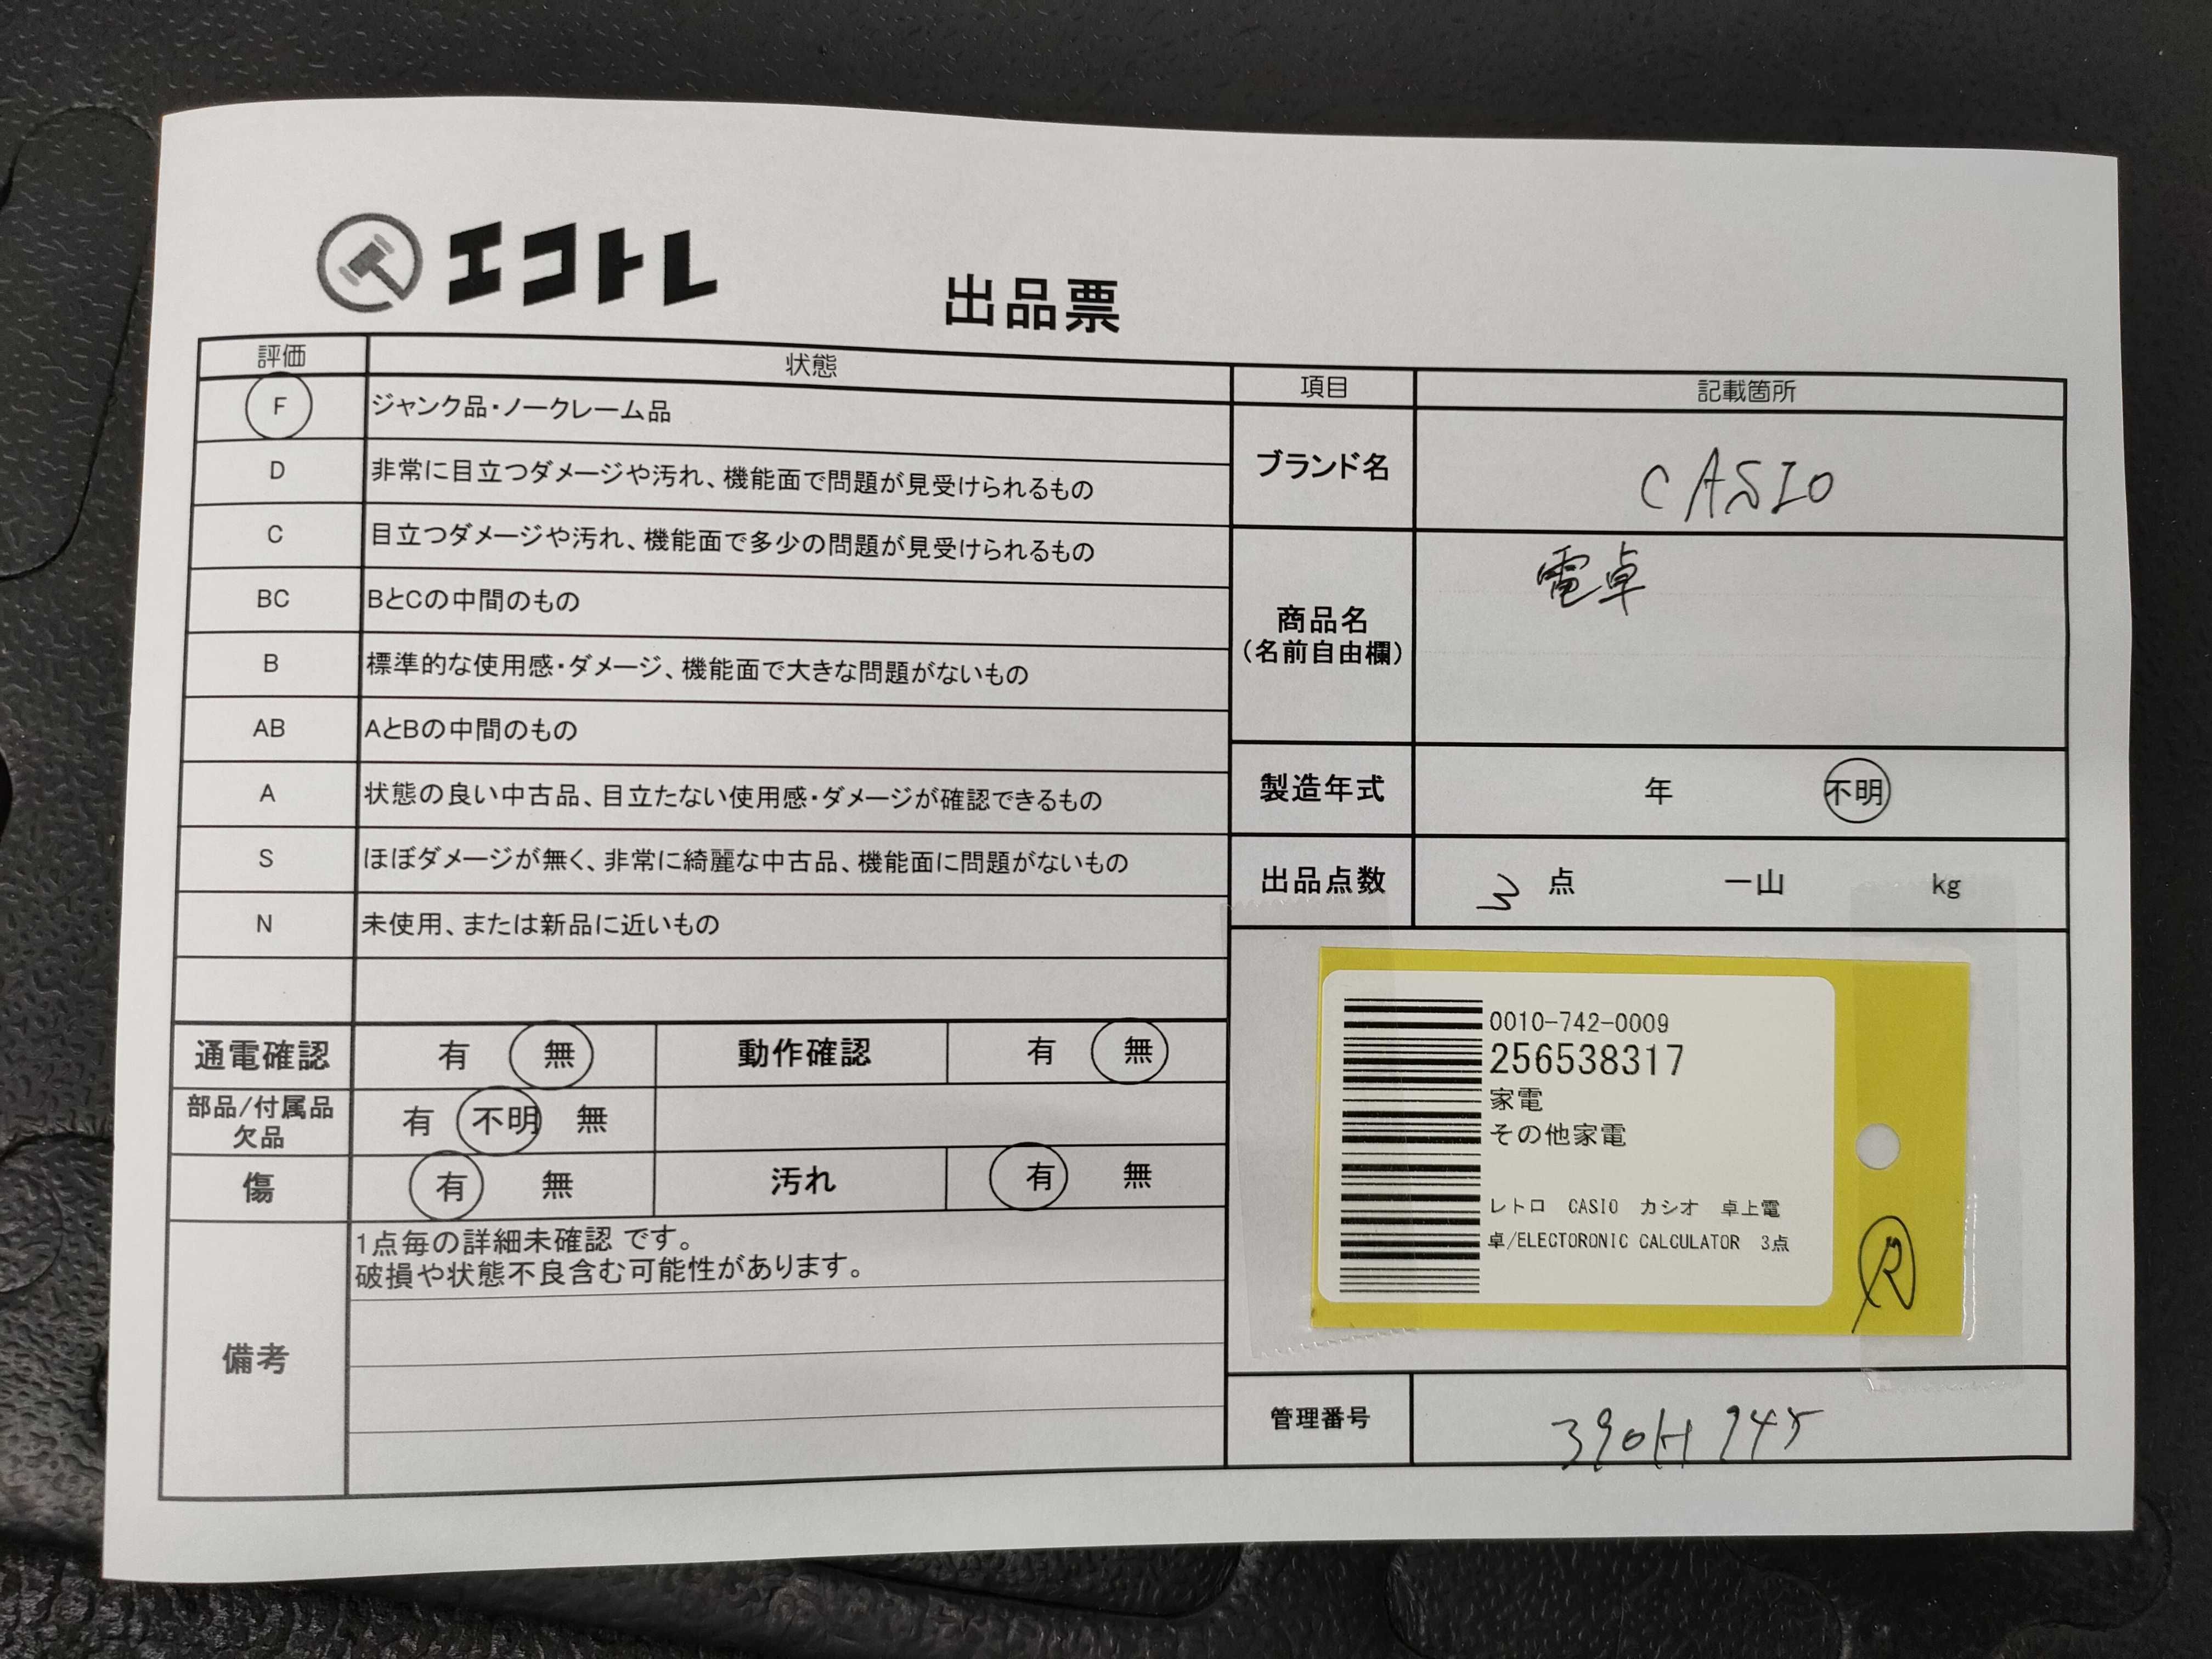 エコトレ
出品票
評価 状態
F ジャンク品・ノークレーム品
D 非常に目立つダメージや汚れ、機能面で問題が見受けられるもの
C 目立つダメージや汚れ、機能面で多少の問題が見受けられるもの
BC BとCの中間のもの
B 標準的な使用感・ダメージ、機能面で大きな問題がないもの
AB AとBの中間のもの
A 状態の良い中古品、目立たない使用感・ダメージが確認できるもの
S ほぼダメージが無く、非常に綺麗な中古品、機能面に問題がないもの
N 未使用、または新品に近いもの
通電確認 有 無 動作確認 有 無
部品/付属品
欠品 有 不明 無
傷 有 無 汚れ 有 無
備考
1点毎の詳細未確認 です。
破損や状態不良含む可能性があります。
項目 記載箇所
ブランド名 CASIO
商品名
(名前自由欄)
電卓
製造年式 年 不明
出品点数 3 点 一山 kg
0010-742-0009
256538317
家電
その他家電
レトロ CASIO カシオ 卓上電
卓/ELECTORONIC CALCULATOR 3点
R
管理番号 390H945